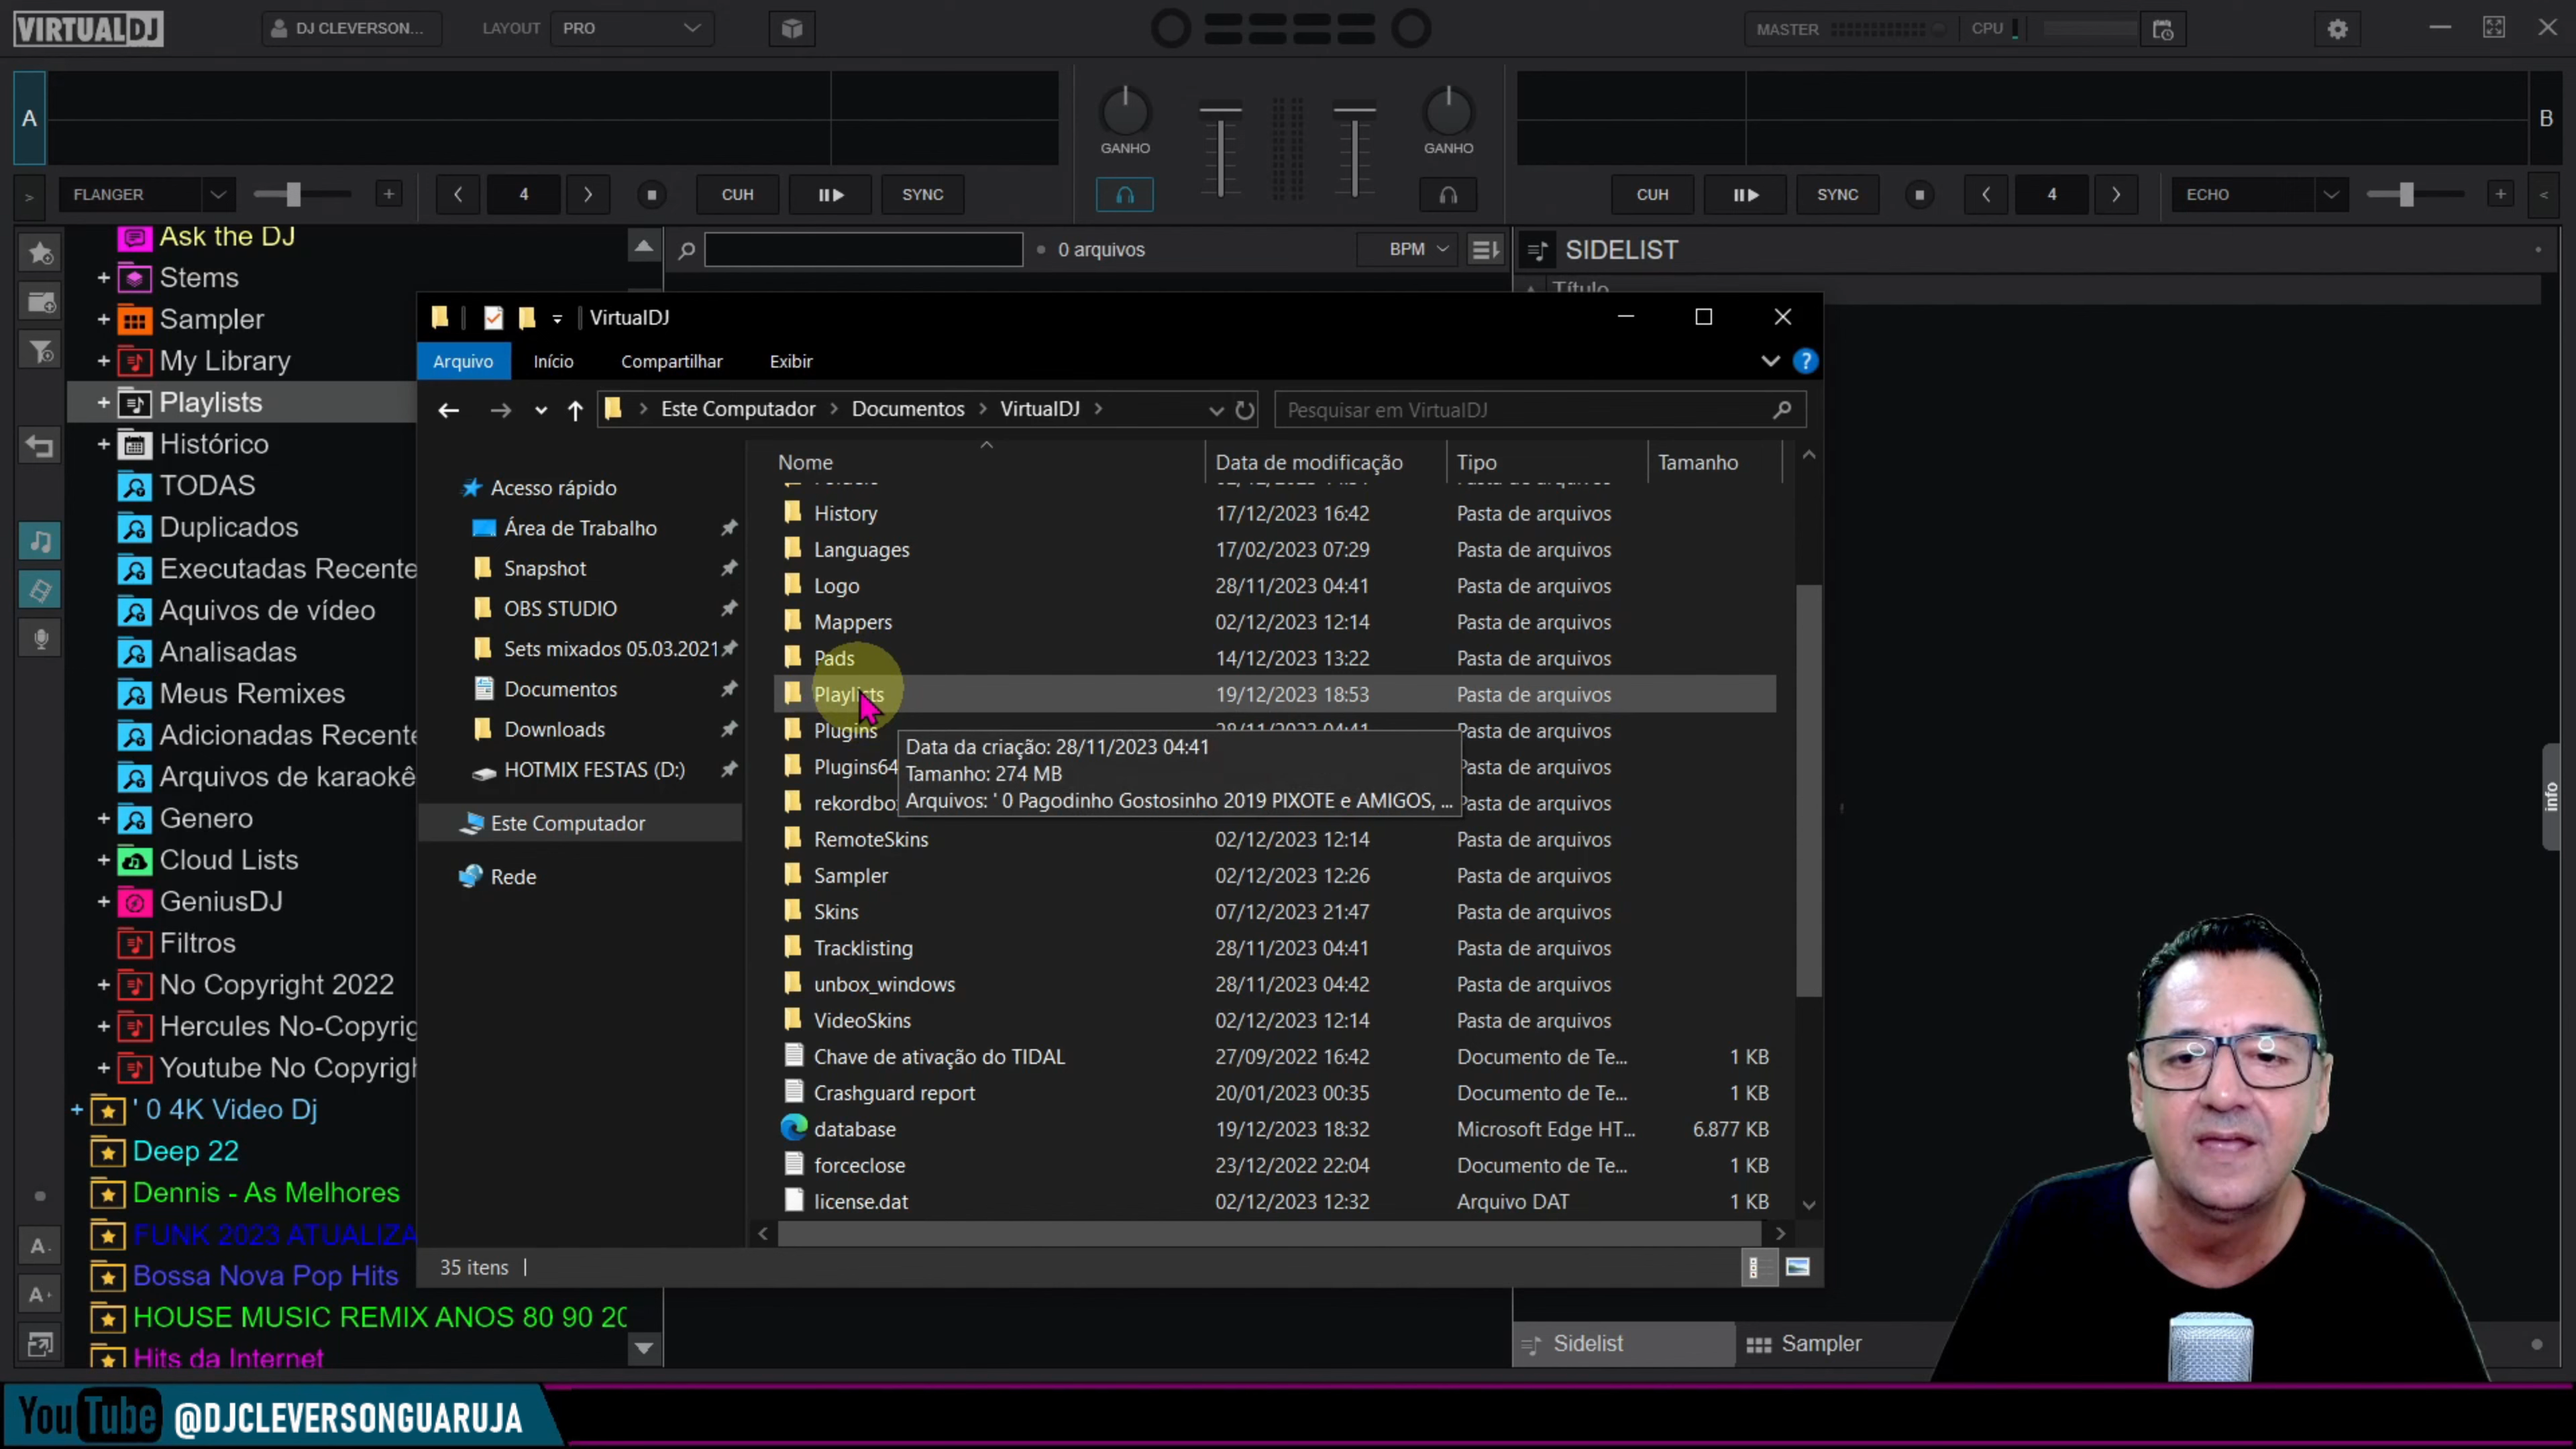 VIRTUALDJ
DJ CLEVERSON...
LAYOUT
PRO
MASTER
CPU
A
GANHO
GANHO
B
FLANGER
4
CUH
SYNC
CUH
SYNC
4
ECHO
Ask the DJ
Stems
Sampler
My Library
Playlists
Histórico
TODAS
Duplicados
Executadas Recente
Aquivos de vídeo
Analisadas
Meus Remixes
Adicionadas Recente
Arquivos de karaokê
Genero
Cloud Lists
GeniusDJ
Filtros
No Copyright 2022
Hercules No-Copyrig
Youtube No Copyrigh
' 0 4K Video Dj
Deep 22
Dennis - As Melhores
FUNK 2023 ATUALIZA
Bossa Nova Pop Hits
HOUSE MUSIC REMIX ANOS 80 90 20
Hits da Internet
A-
A+
0 arquivos
BPM
SIDELIST
Título
VirtualDJ
Arquivo Início Compartilhar Exibir
Este Computador > Documentos > VirtualDJ >
Pesquisar em VirtualDJ
Acesso rápido
Área de Trabalho
Snapshot
OBS STUDIO
Sets mixados 05.03.2021
Documentos
Downloads
HOTMIX FESTAS (D:)
Este Computador
Rede
Nome Data de modificação Tipo Tamanho
History 17/12/2023 16:42 Pasta de arquivos
Languages 17/02/2023 07:29 Pasta de arquivos
Logo 28/11/2023 04:41 Pasta de arquivos
Mappers 02/12/2023 12:14 Pasta de arquivos
Pads 14/12/2023 13:22 Pasta de arquivos
Playlists 19/12/2023 18:53 Pasta de arquivos
Plugins 28/11/2023 04:41 Pasta de arquivos
Plugins64 Pasta de arquivos
rekordbo Pasta de arquivos
Data da criação: 28/11/2023 04:41
Tamanho: 274 MB
Arquivos: ' 0 Pagodinho Gostosinho 2019 PIXOTE e AMIGOS, ...
RemoteSkins 02/12/2023 12:14 Pasta de arquivos
Sampler 02/12/2023 12:26 Pasta de arquivos
Skins 07/12/2023 21:47 Pasta de arquivos
Tracklisting 28/11/2023 04:41 Pasta de arquivos
unbox_windows 28/11/2023 04:42 Pasta de arquivos
VideoSkins 02/12/2023 12:14 Pasta de arquivos
Chave de ativação do TIDAL 27/09/2022 16:42 Documento de Te... 1 KB
Crashguard report 20/01/2023 00:35 Documento de Te... 1 KB
database 19/12/2023 18:32 Microsoft Edge HT... 6.877 KB
forceclose 23/12/2022 22:04 Documento de Te... 1 KB
license.dat 02/12/2023 12:32 Arquivo DAT 1 KB
35 itens
info
Sidelist
Sampler
YouTube @DJCLEVERSONGUARUJA